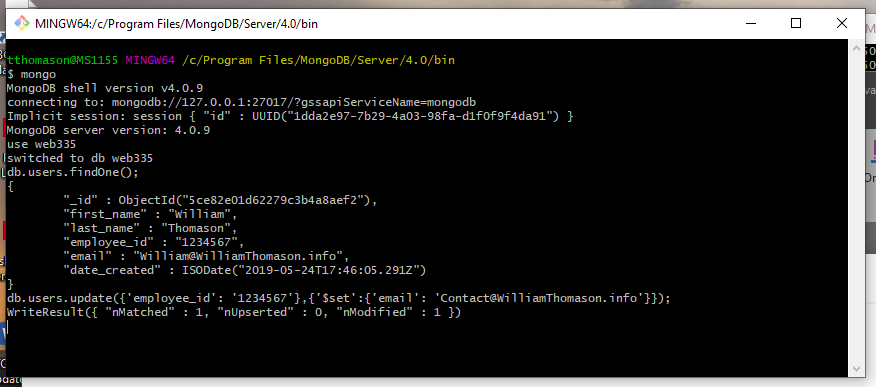 MINGW64:/c/Program Files/MongoDB/Server/4.0/bin
tthomason@MS1155 MINGW64 /c/Program Files/MongoDB/Server/4.0/bin
$ mongo
MongoDB shell version v4.0.9
connecting to: mongodb://127.0.0.1:27017/?gssapiServiceName=mongodb
Implicit session: session { "id" : UUID("1dda2e97-7b29-4a03-98fa-d1f0f9f4da91") }
MongoDB server version: 4.0.9
use web335
switched to db web335
db.users.findOne();
{
        "_id" : ObjectId("5ce82e01d62279c3b4a8aef2"),
        "first_name" : "William",
        "last_name" : "Thomason",
        "employee_id" : "1234567",
        "email" : "William@WilliamThomason.info",
        "date_created" : ISODate("2019-05-24T17:46:05.291Z")
}
db.users.update({'employee_id': '1234567'},{'$set':{'email': 'Contact@WilliamThomason.info'}});
WriteResult({ "nMatched" : 1, "nUpserted" : 0, "nModified" : 1 })